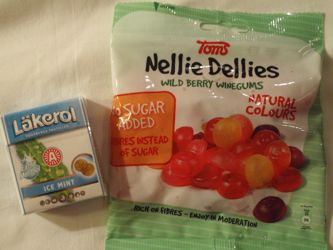 Läkerol
ICE MINT
Toms
Nellie Dellies
WILD BERRY WINEGUMS
NO SUGAR
ADDED
FIBRES INSTEAD
OF SUGAR
NATURAL
COLOURS
RICH ON FIBRES - ENJOY IN MODERATION